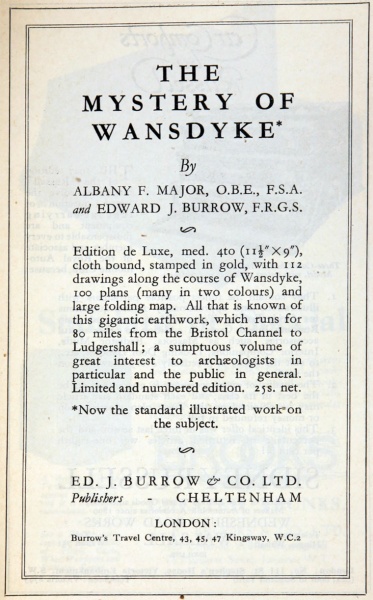 THE
MYSTERY OF
WANSDYKE*
By
ALBANY F. MAJOR, O.B.E., F.S.A.
and EDWARD J. BURROW, F.R.G.S.
Edition de Luxe, med. 4to (11½″×9″),
cloth bound, stamped in gold, with 112
drawings along the course of Wansdyke,
100 plans (many in two colours) and
large folding map. All that is known of
this gigantic earthwork, which runs for
80 miles from the Bristol Channel to
Ludgershall; a sumptuous volume of
great interest to archæologists in
particular and the public in general.
Limited and numbered edition. 25s. net.
*Now the standard illustrated work on
the subject.
ED. J. BURROW & CO. LTD.
Publishers - CHELTENHAM
LONDON:
Burrow's Travel Centre, 43, 45, 47 Kingsway, W.C.2